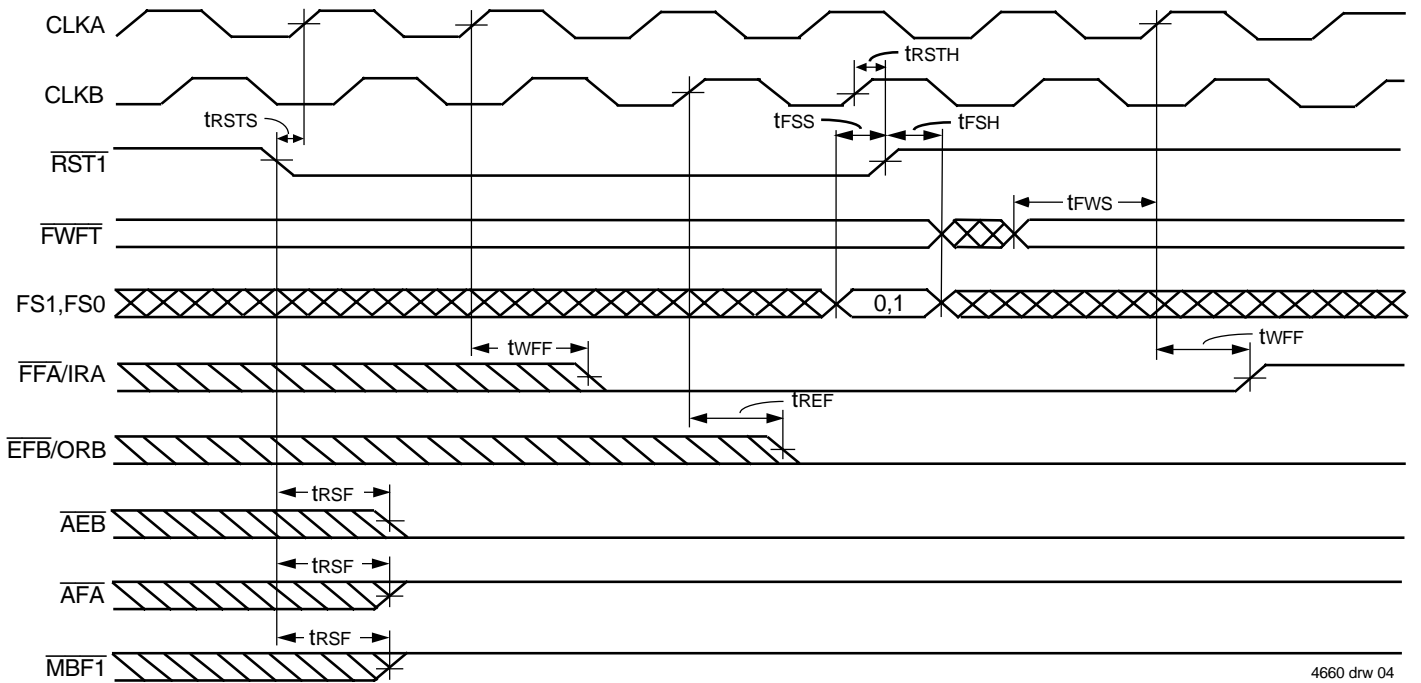 CLKA
tRSTH
CLKB
tRSTS
tFSS
tFSH
RST1
tFWS
FWFT
FS1,FS0
0,1
tWFF
tWFF
FFA/IRA
tREF
EFB/ORB
tRSF
AEB
tRSF
AFA
tRSF
MBF1
4660 drw 04